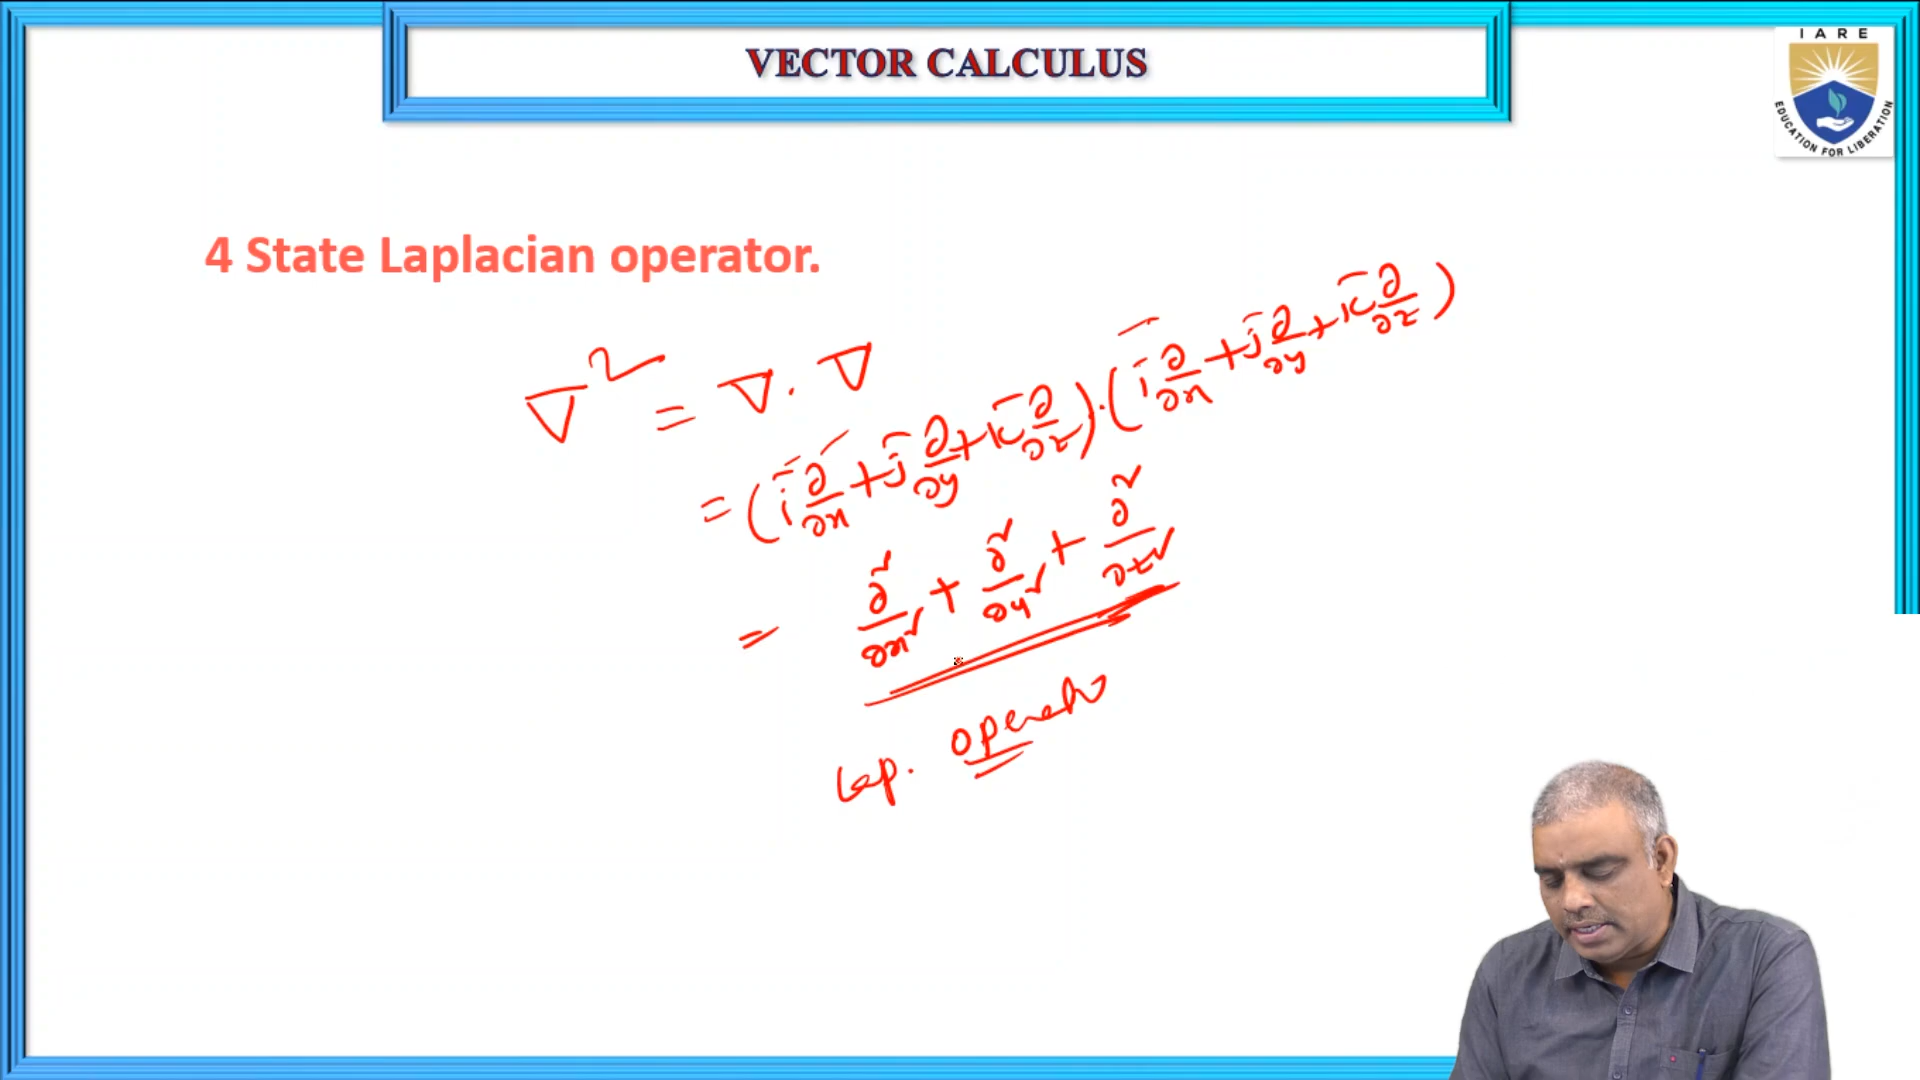 VECTOR CALCULUS
I A R E
EDUCATION FOR LIBERATION
4 State Laplacian operator.
∇² = ∇ . ∇
= (i̅ ∂/∂x + j̅ ∂/∂y + k̅ ∂/∂z) . (i̅ ∂/∂x + j̅ ∂/∂y + k̅ ∂/∂z)
= ∂²/∂x² + ∂²/∂y² + ∂²/∂z²
Lap. operator